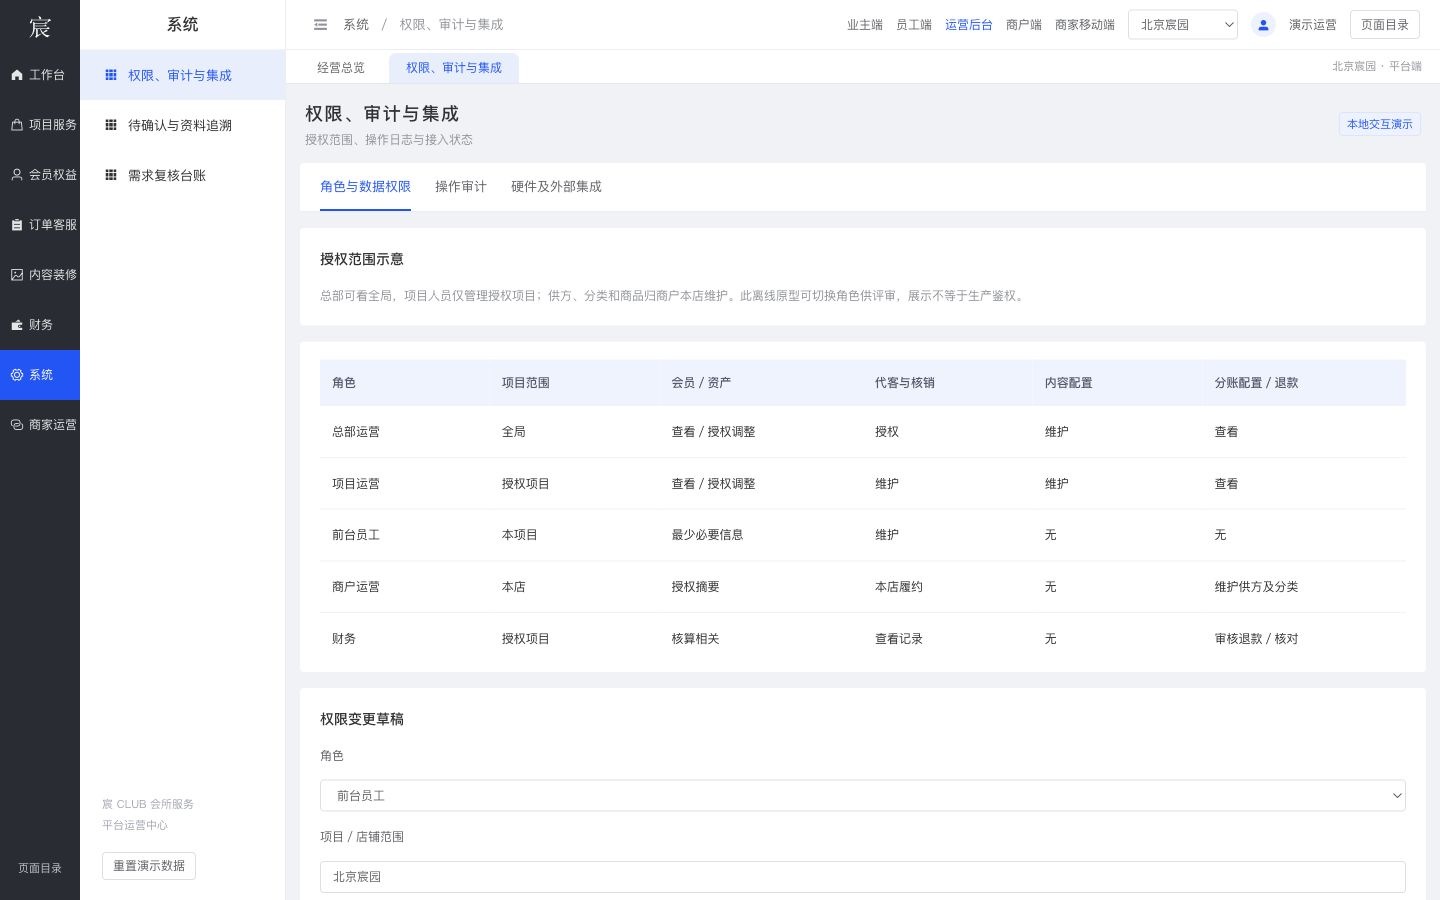 宸
系统
系统 / 权限、审计与集成
业主端 员工端 运营后台 商户端 商家移动端 北京宸园 演示运营 页面目录
工作台
项目服务
会员权益
订单客服
内容装修
财务
系统
商家运营
页面目录
权限、审计与集成
待确认与资料追溯
需求复核台账
宸 CLUB 会所服务
平台运营中心
重置演示数据
经营总览 权限、审计与集成 北京宸园 · 平台端
权限、审计与集成
授权范围、操作日志与接入状态
本地交互演示
角色与数据权限 操作审计 硬件及外部集成
授权范围示意
总部可看全局，项目人员仅管理授权项目；供方、分类和商品归商户本店维护。此离线原型可切换角色供评审，展示不等于生产鉴权。
角色 项目范围 会员 / 资产 代客与核销 内容配置 分账配置 / 退款
总部运营 全局 查看 / 授权调整 授权 维护 查看
项目运营 授权项目 查看 / 授权调整 维护 维护 查看
前台员工 本项目 最少必要信息 维护 无 无
商户运营 本店 授权摘要 本店履约 无 维护供方及分类
财务 授权项目 核算相关 查看记录 无 审核退款 / 核对
权限变更草稿
角色
前台员工
项目 / 店铺范围
北京宸园